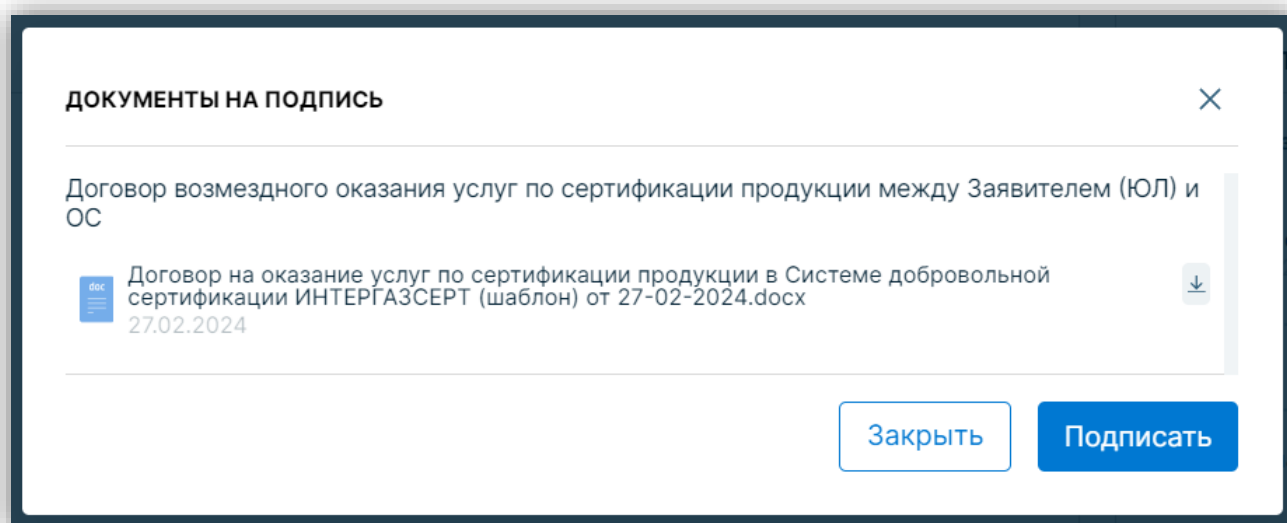 ДОКУМЕНТЫ НА ПОДПИСЬ
Договор возмездного оказания услуг по сертификации продукции между Заявителем (ЮЛ) и
ОС
doc
Договор на оказание услуг по сертификации продукции в Системе добровольной
сертификации ИНТЕРГАЗСЕРТ (шаблон) от 27-02-2024.docx
27.02.2024
Закрыть
Подписать